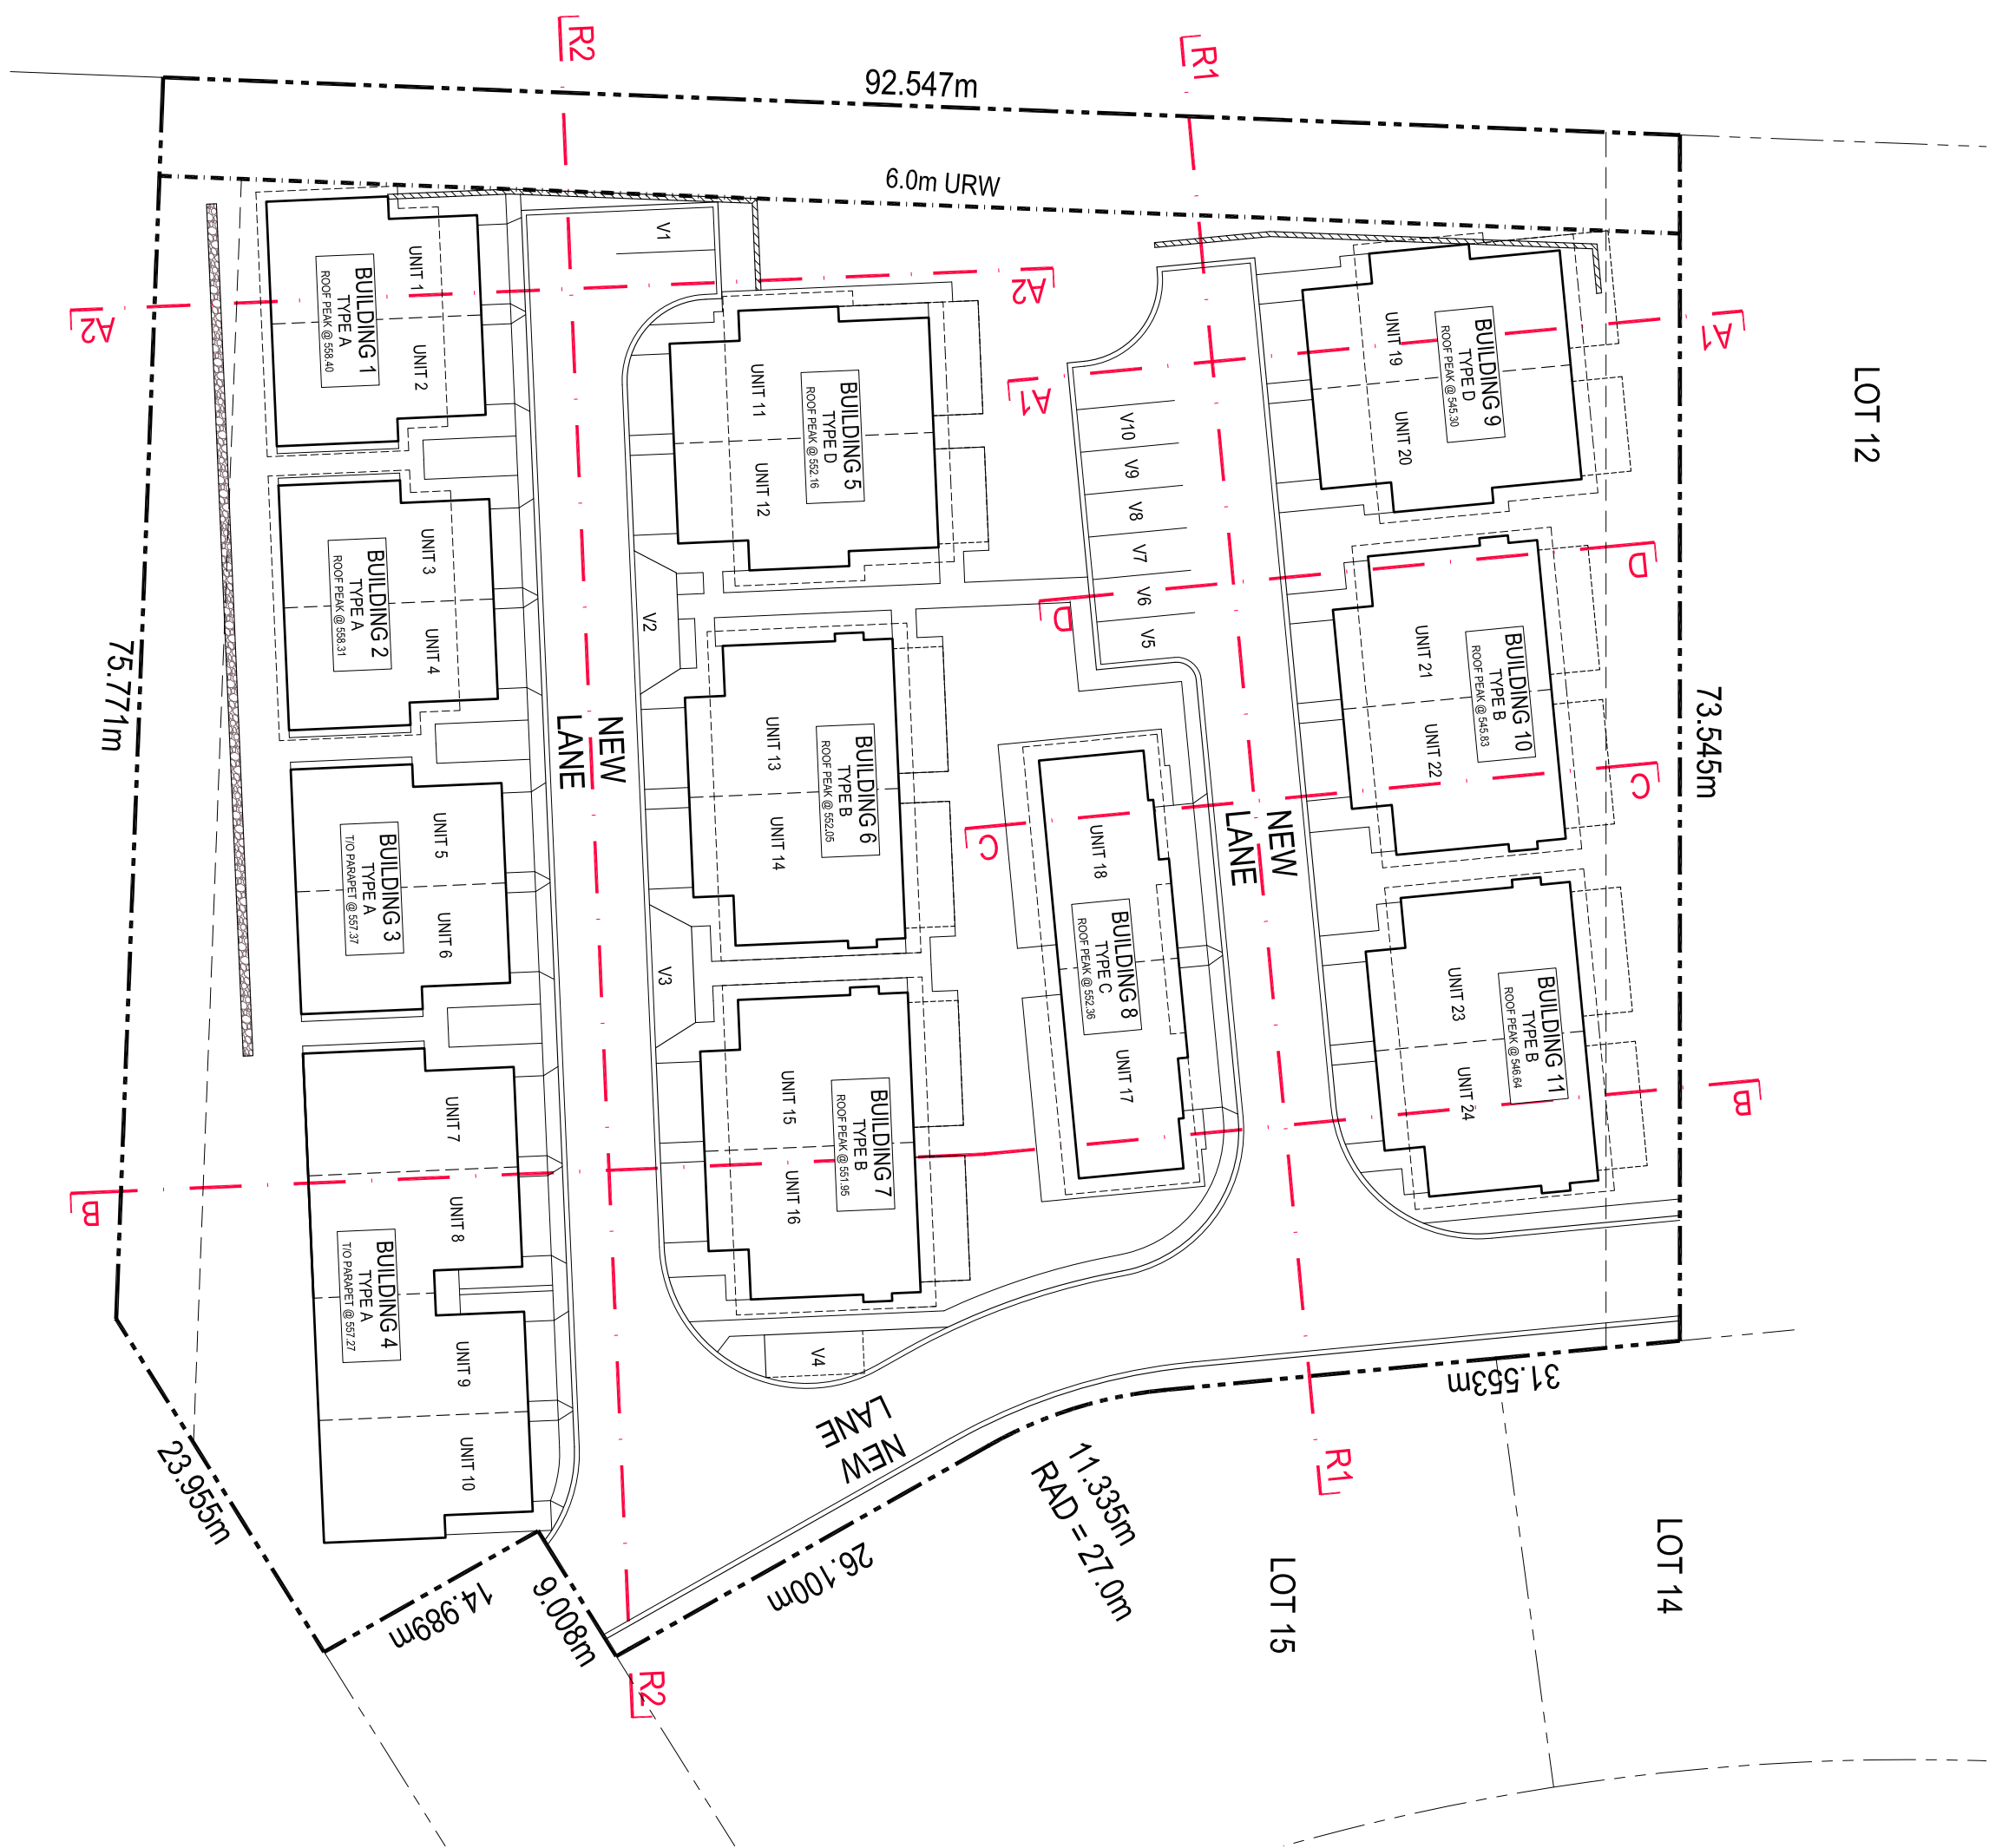 R2
R1
92.547m
6.0m URW
V1
A2
A2
A1
A1
LOT 12
BUILDING 1
TYPE A
ROOF PEAK @ 558.40
UNIT 1
UNIT 2
BUILDING 5
TYPE D
ROOF PEAK @ 552.16
UNIT 11
UNIT 12
BUILDING 9
TYPE D
ROOF PEAK @ 545.30
UNIT 19
UNIT 20
V10
V9
V8
V7
V6
V5
D
D
BUILDING 2
TYPE A
ROOF PEAK @ 558.31
UNIT 3
UNIT 4
V2
75.771m
73.545m
NEW
LANE
BUILDING 6
TYPE B
ROOF PEAK @ 552.05
UNIT 13
UNIT 14
BUILDING 10
TYPE B
ROOF PEAK @ 545.83
UNIT 21
UNIT 22
C
C
NEW
LANE
BUILDING 3
TYPE A
T/O PARAPET @ 557.37
UNIT 5
UNIT 6
V3
BUILDING 8
TYPE C
ROOF PEAK @ 552.36
UNIT 18
UNIT 17
BUILDING 11
TYPE B
ROOF PEAK @ 546.64
UNIT 23
UNIT 24
B
B
BUILDING 7
TYPE B
ROOF PEAK @ 551.95
UNIT 15
UNIT 16
BUILDING 4
TYPE A
T/O PARAPET @ 557.27
UNIT 7
UNIT 8
UNIT 9
UNIT 10
V4
NEW
LANE
31.553m
R1
11.335m
RAD = 27.0m
26.100m
23.955m
14.989m
9.008m
R2
LOT 15
LOT 14